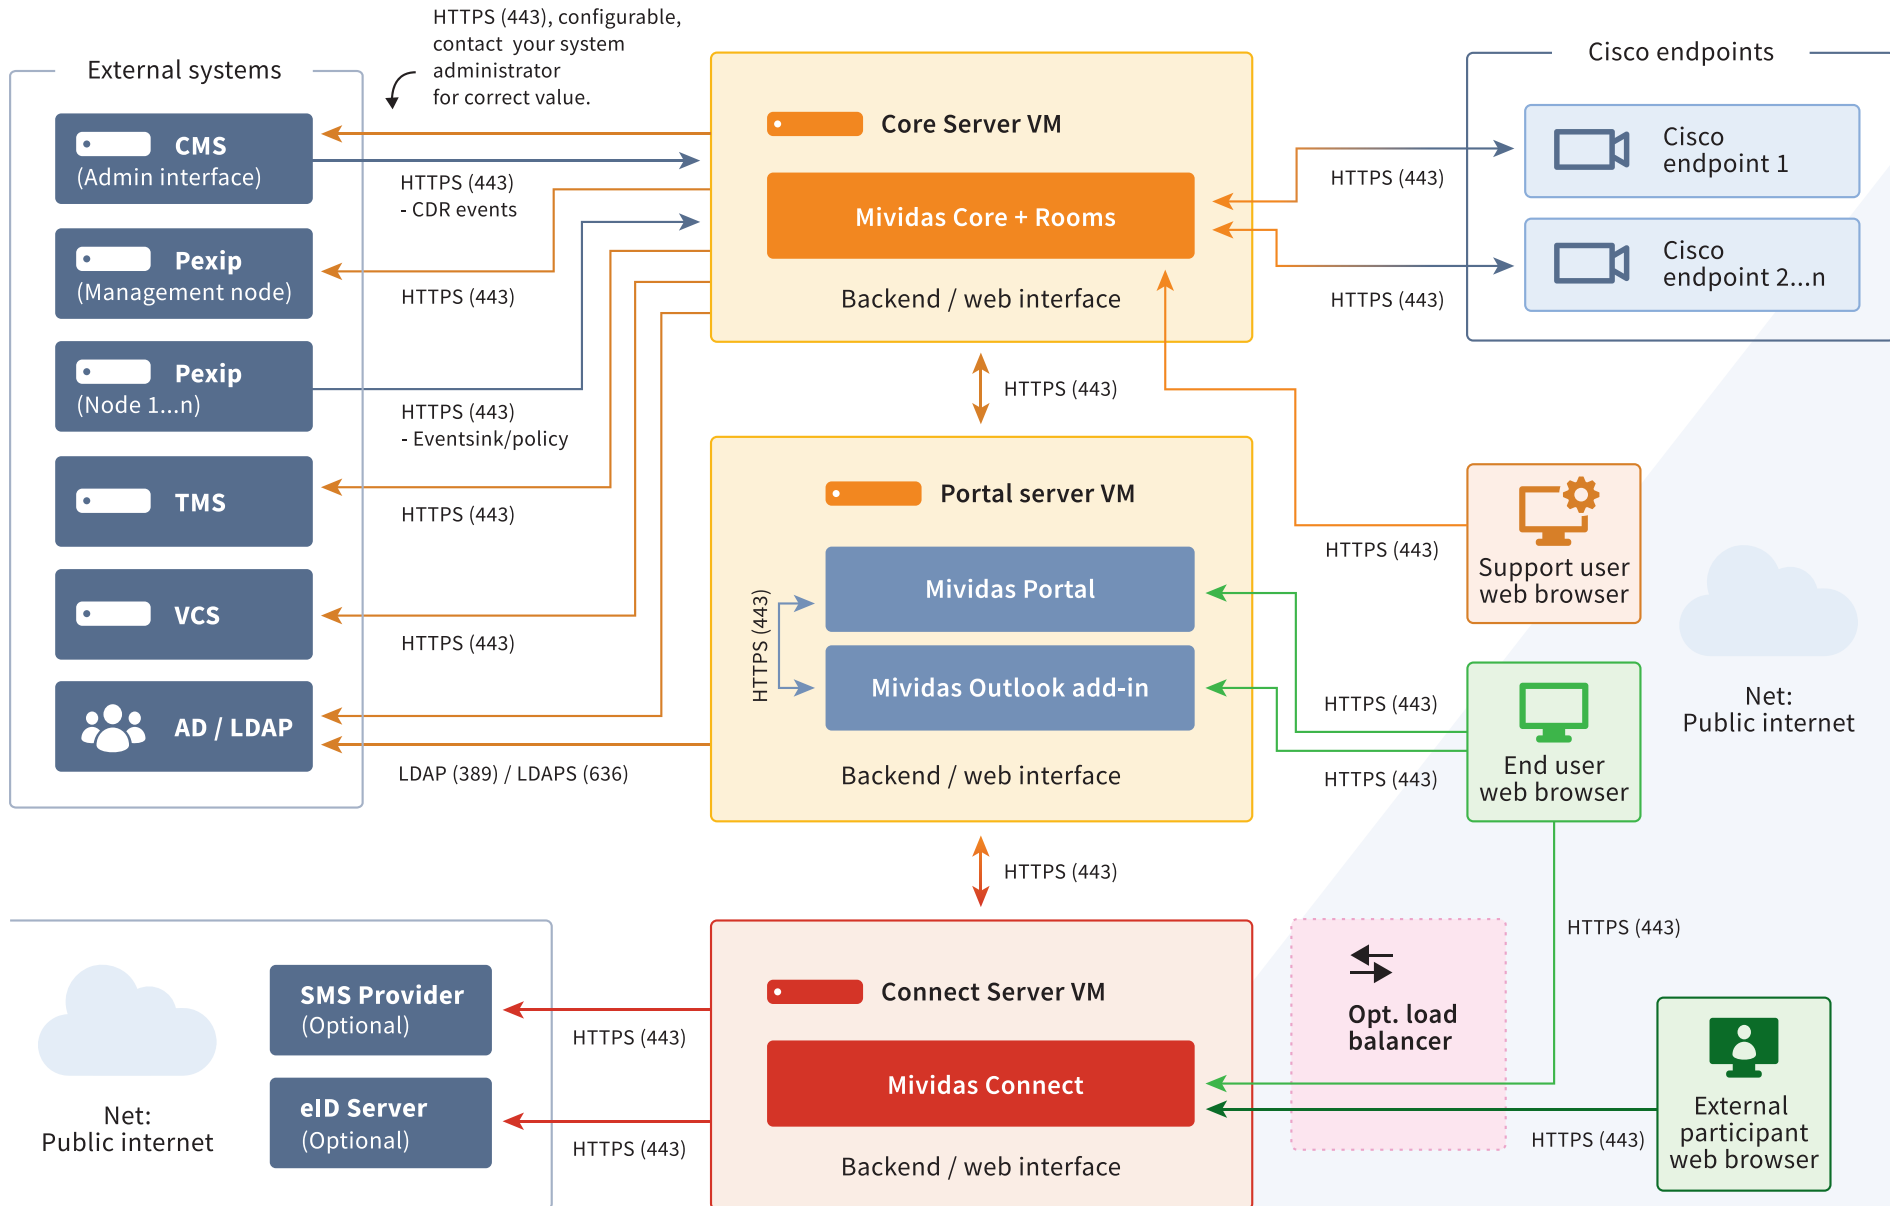 HTTPS (443), configurable,
contact your system
administrator
for correct value.
External systems
CMS
(Admin interface)
Pexip
(Management node)
Pexip
(Node 1...n)
TMS
VCS
AD / LDAP
HTTPS (443)
- CDR events
HTTPS (443)
HTTPS (443)
- Eventsink/policy
HTTPS (443)
HTTPS (443)
LDAP (389) / LDAPS (636)
Core Server VM
Mividas Core + Rooms
Backend / web interface
HTTPS (443)
Portal server VM
Mividas Portal
HTTPS (443)
Mividas Outlook add-in
Backend / web interface
HTTPS (443)
Connect Server VM
Mividas Connect
Backend / web interface
Cisco endpoints
Cisco
endpoint 1
HTTPS (443)
Cisco
endpoint 2...n
HTTPS (443)
HTTPS (443)
Support user
web browser
Net:
Public internet
HTTPS (443)
HTTPS (443)
End user
web browser
HTTPS (443)
Opt. load
balancer
HTTPS (443)
External
participant
web browser
Net:
Public internet
SMS Provider
(Optional)
HTTPS (443)
eID Server
(Optional)
HTTPS (443)